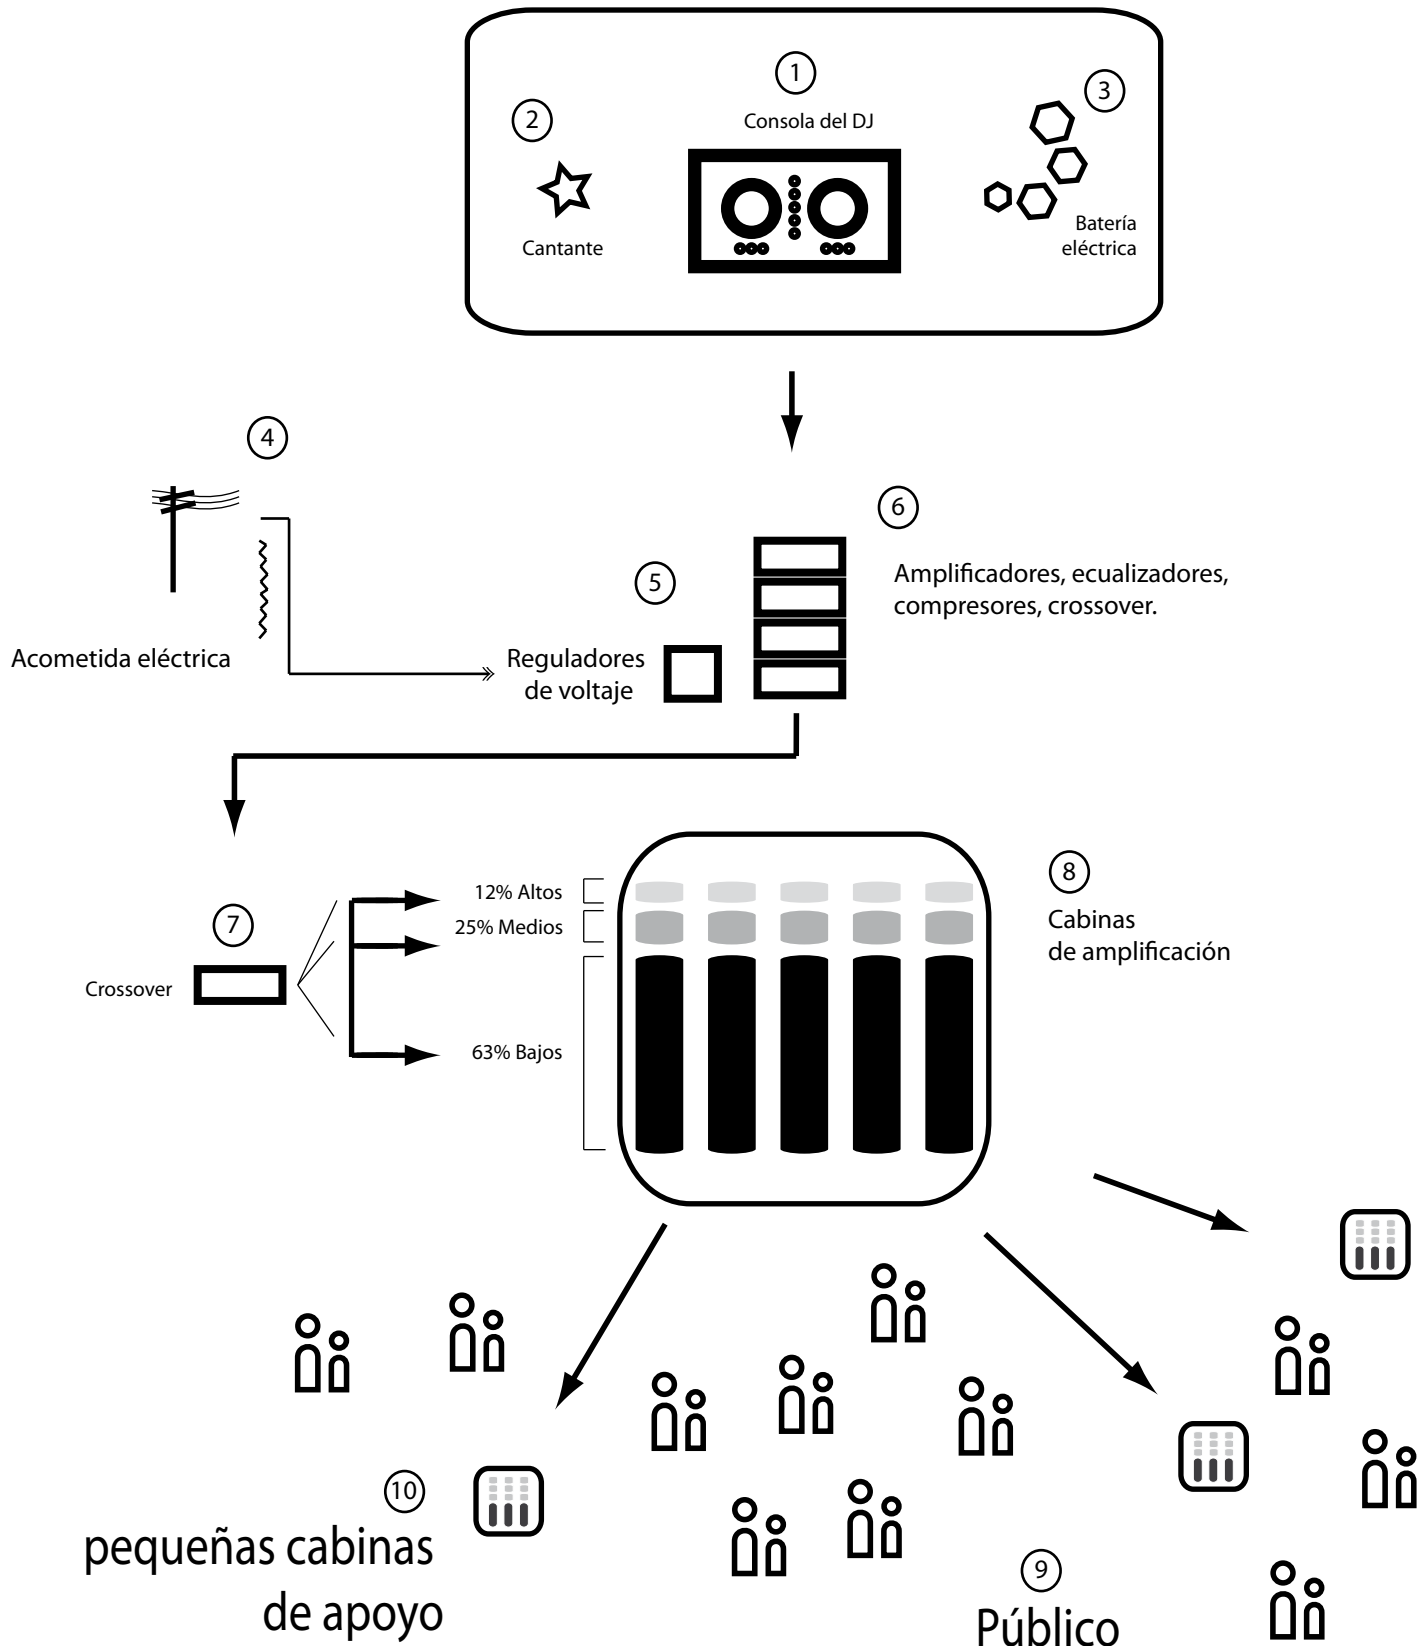 1
Consola del DJ
2
Cantante
3
Batería
eléctrica
4
Acometida eléctrica
5
Reguladores
de voltaje
6
Amplificadores, ecualizadores,
compresores, crossover.
7
Crossover
12% Altos
25% Medios
63% Bajos
8
Cabinas
de amplificación
10
pequeñas cabinas
de apoyo
9
Público